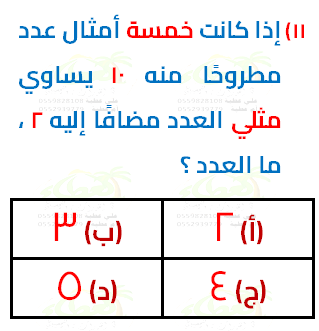 ١١) إذا كانت خمسة أمثال عدد
مطروحًا منه ١٠ يساوي
مثلي العدد مضافًا إليه ٢ ،
ما العدد ؟
(أ) ٢ (ب) ٣
(ج) ٤ (د) ٥